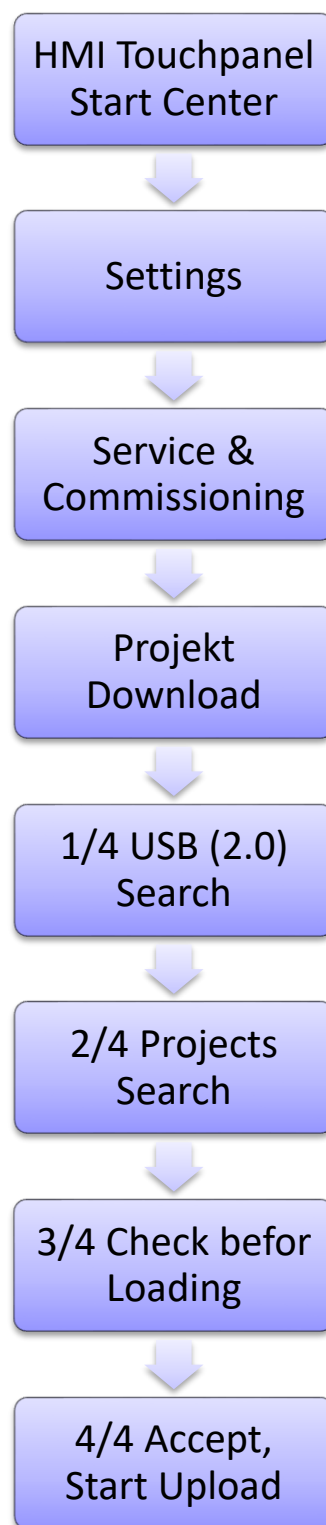 HMI Touchpanel
Start Center
Settings
Service &
Commissioning
Projekt
Download
1/4 USB (2.0)
Search
2/4 Projects
Search
3/4 Check befor
Loading
4/4 Accept,
Start Upload